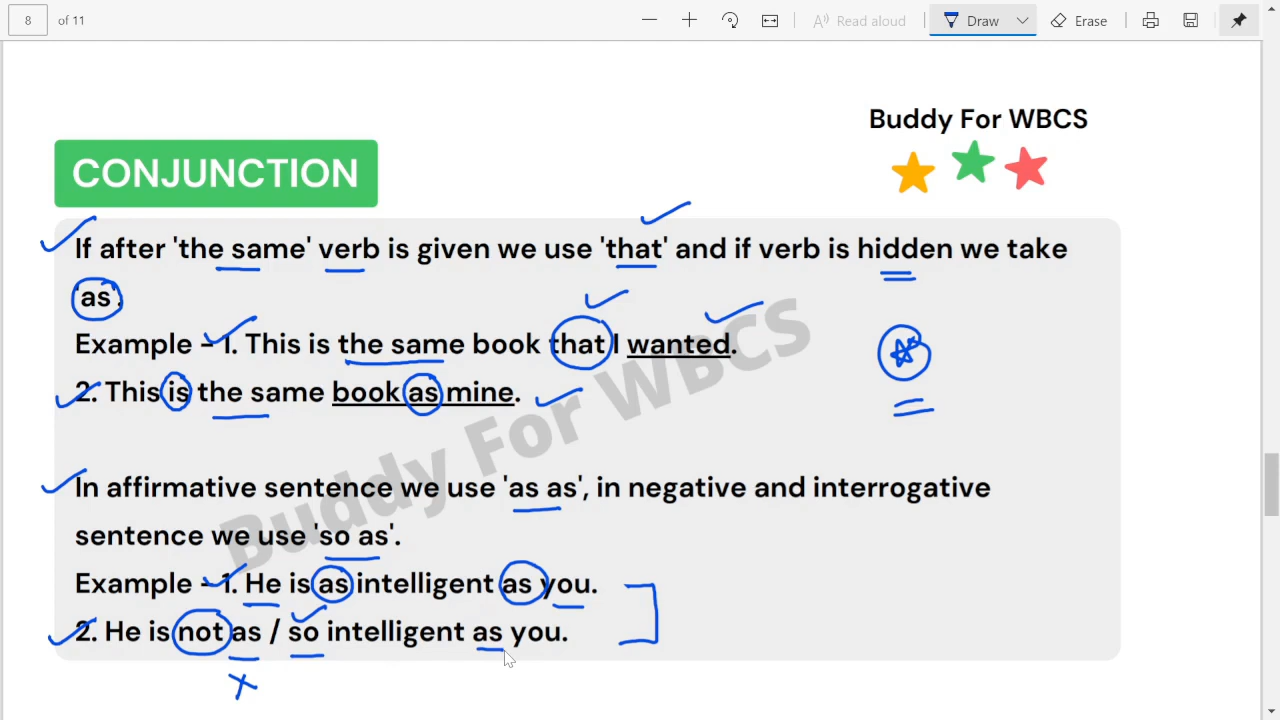 8 of 11 Read aloud Draw Erase
Buddy For WBCS
CONJUNCTION
If after 'the same' verb is given we use 'that' and if verb is hidden we take
'as'.
Example - 1. This is the same book that I wanted.
2. This is the same book as mine.
In affirmative sentence we use 'as as', in negative and interrogative
sentence we use 'so as'.
Example - 1. He is as intelligent as you.
2. He is not as / so intelligent as you.
Buddy For WBCS